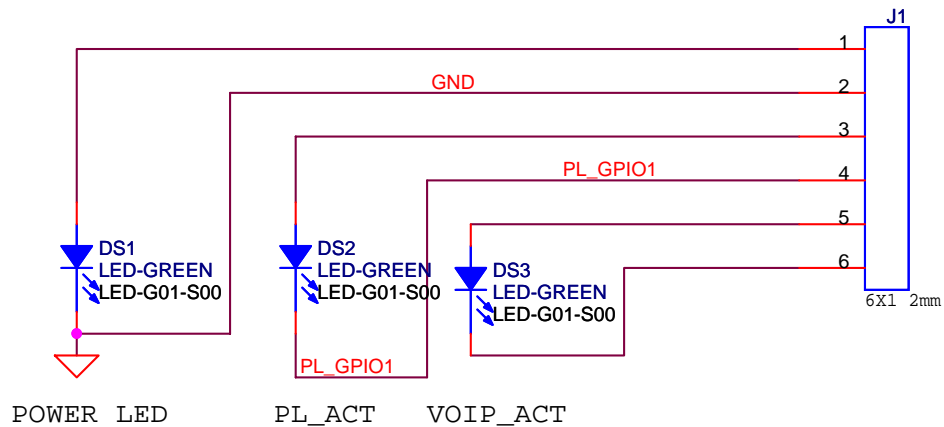 J1
1
GND
2
3
PL_GPIO1
4
5
6
6X1 2mm
DS1
LED-GREEN
LED-G01-S00
DS2
LED-GREEN
LED-G01-S00
DS3
LED-GREEN
LED-G01-S00
PL_GPIO1
POWER LED
PL_ACT
VOIP_ACT